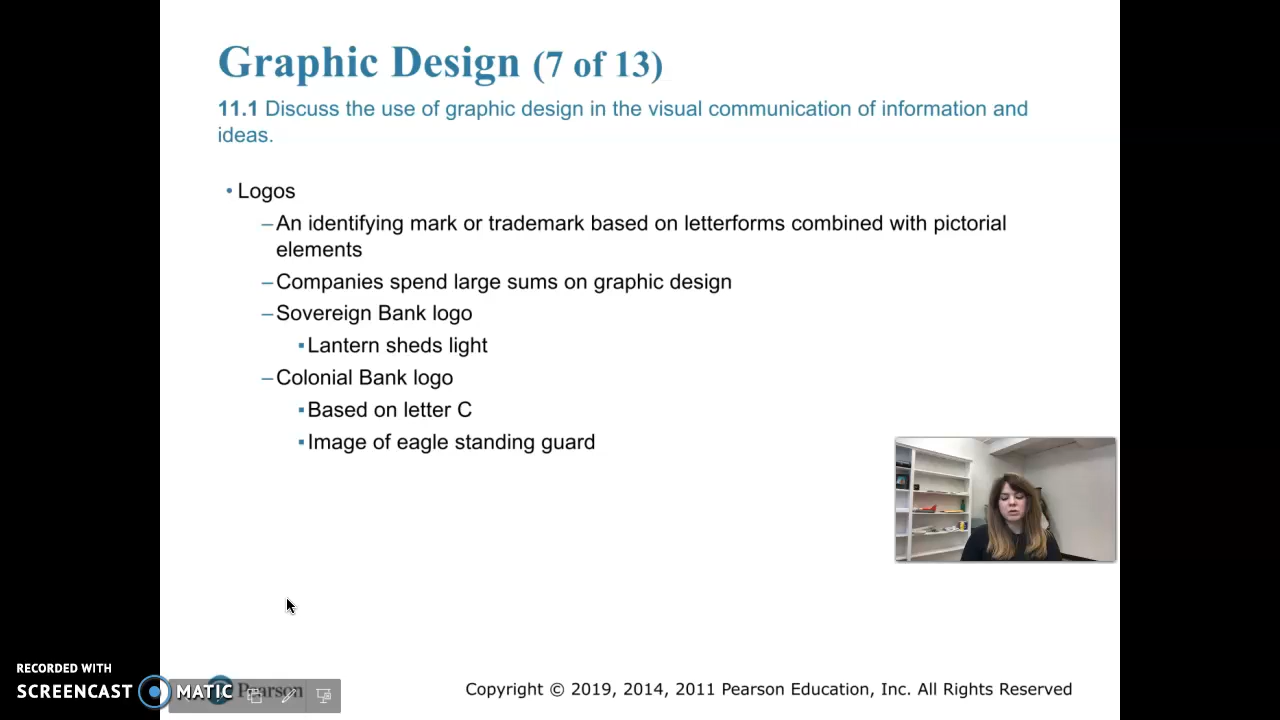 Graphic Design (7 of 13)
11.1 Discuss the use of graphic design in the visual communication of information and
ideas.
• Logos
–An identifying mark or trademark based on letterforms combined with pictorial
elements
–Companies spend large sums on graphic design
–Sovereign Bank logo
▪Lantern sheds light
–Colonial Bank logo
▪Based on letter C
▪Image of eagle standing guard
RECORDED WITH
SCREENCAST MATIC
Pearson
Copyright © 2019, 2014, 2011 Pearson Education, Inc. All Rights Reserved